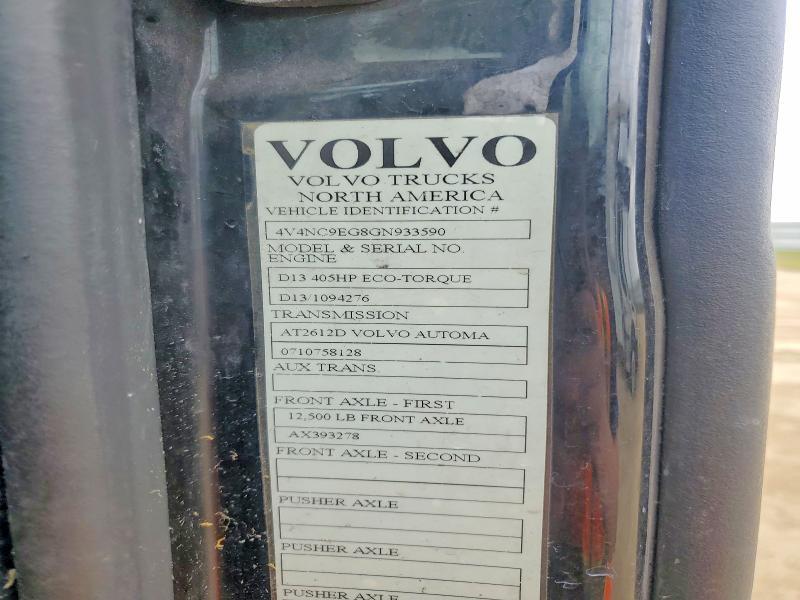 VOLVO
VOLVO TRUCKS
NORTH AMERICA
VEHICLE IDENTIFICATION #
4V4NC9EG8GN933590
MODEL & SERIAL NO.
ENGINE
D13 405HP ECO-TORQUE
D13/1094276
TRANSMISSION
AT2612D VOLVO AUTOMA
0710758128
AUX TRANS.
FRONT AXLE - FIRST
12,500 LB FRONT AXLE
AX393278
FRONT AXLE - SECOND
PUSHER AXLE
PUSHER AXLE
PUSHER AXLE